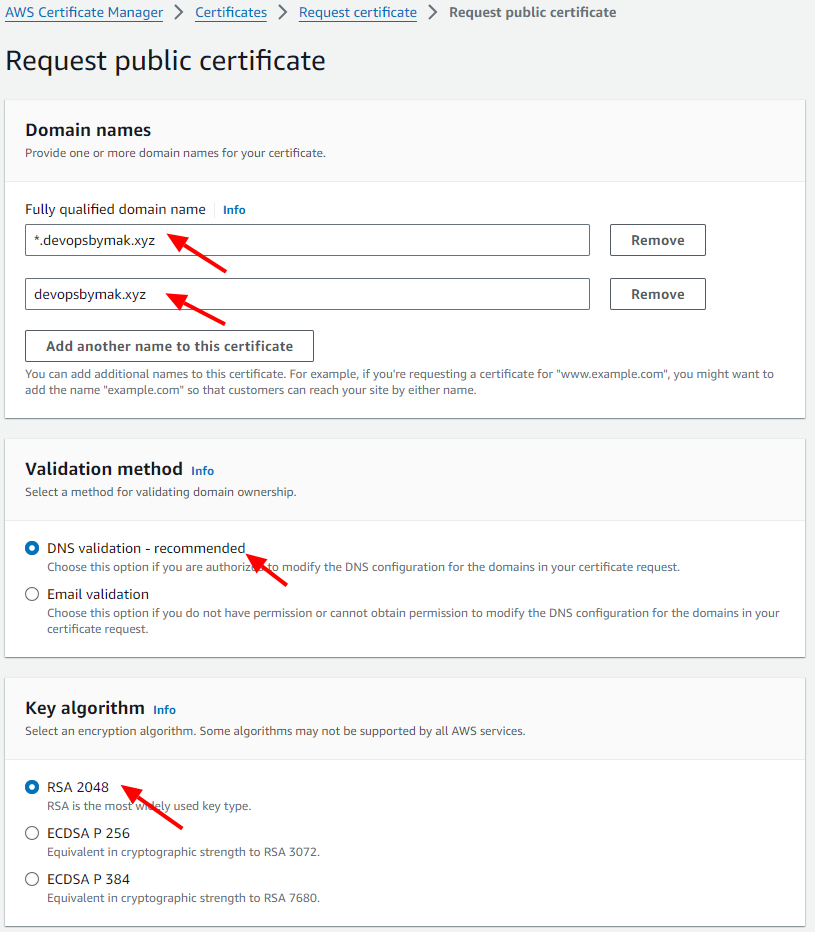 AWS Certificate Manager > Certificates > Request certificate > Request public certificate
Request public certificate
Domain names
Provide one or more domain names for your certificate.
Fully qualified domain name Info
*.devopsbymak.xyz Remove
devopsbymak.xyz Remove
Add another name to this certificate
You can add additional names to this certificate. For example, if you're requesting a certificate for "www.example.com", you might want to
add the name "example.com" so that customers can reach your site by either name.
Validation method Info
Select a method for validating domain ownership.
DNS validation - recommended
Choose this option if you are authorized to modify the DNS configuration for the domains in your certificate request.
Email validation
Choose this option if you do not have permission or cannot obtain permission to modify the DNS configuration for the domains in your
certificate request.
Key algorithm Info
Select an encryption algorithm. Some algorithms may not be supported by all AWS services.
RSA 2048
RSA is the most widely used key type.
ECDSA P 256
Equivalent in cryptographic strength to RSA 3072.
ECDSA P 384
Equivalent in cryptographic strength to RSA 7680.